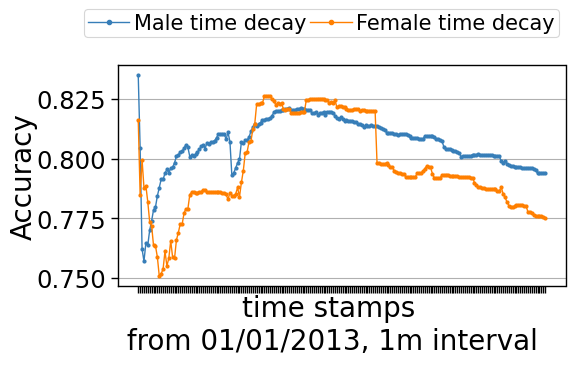 Male time decay Female time decay
Accuracy
0.825
0.800
0.775
0.750
time stamps
from 01/01/2013, 1m interval